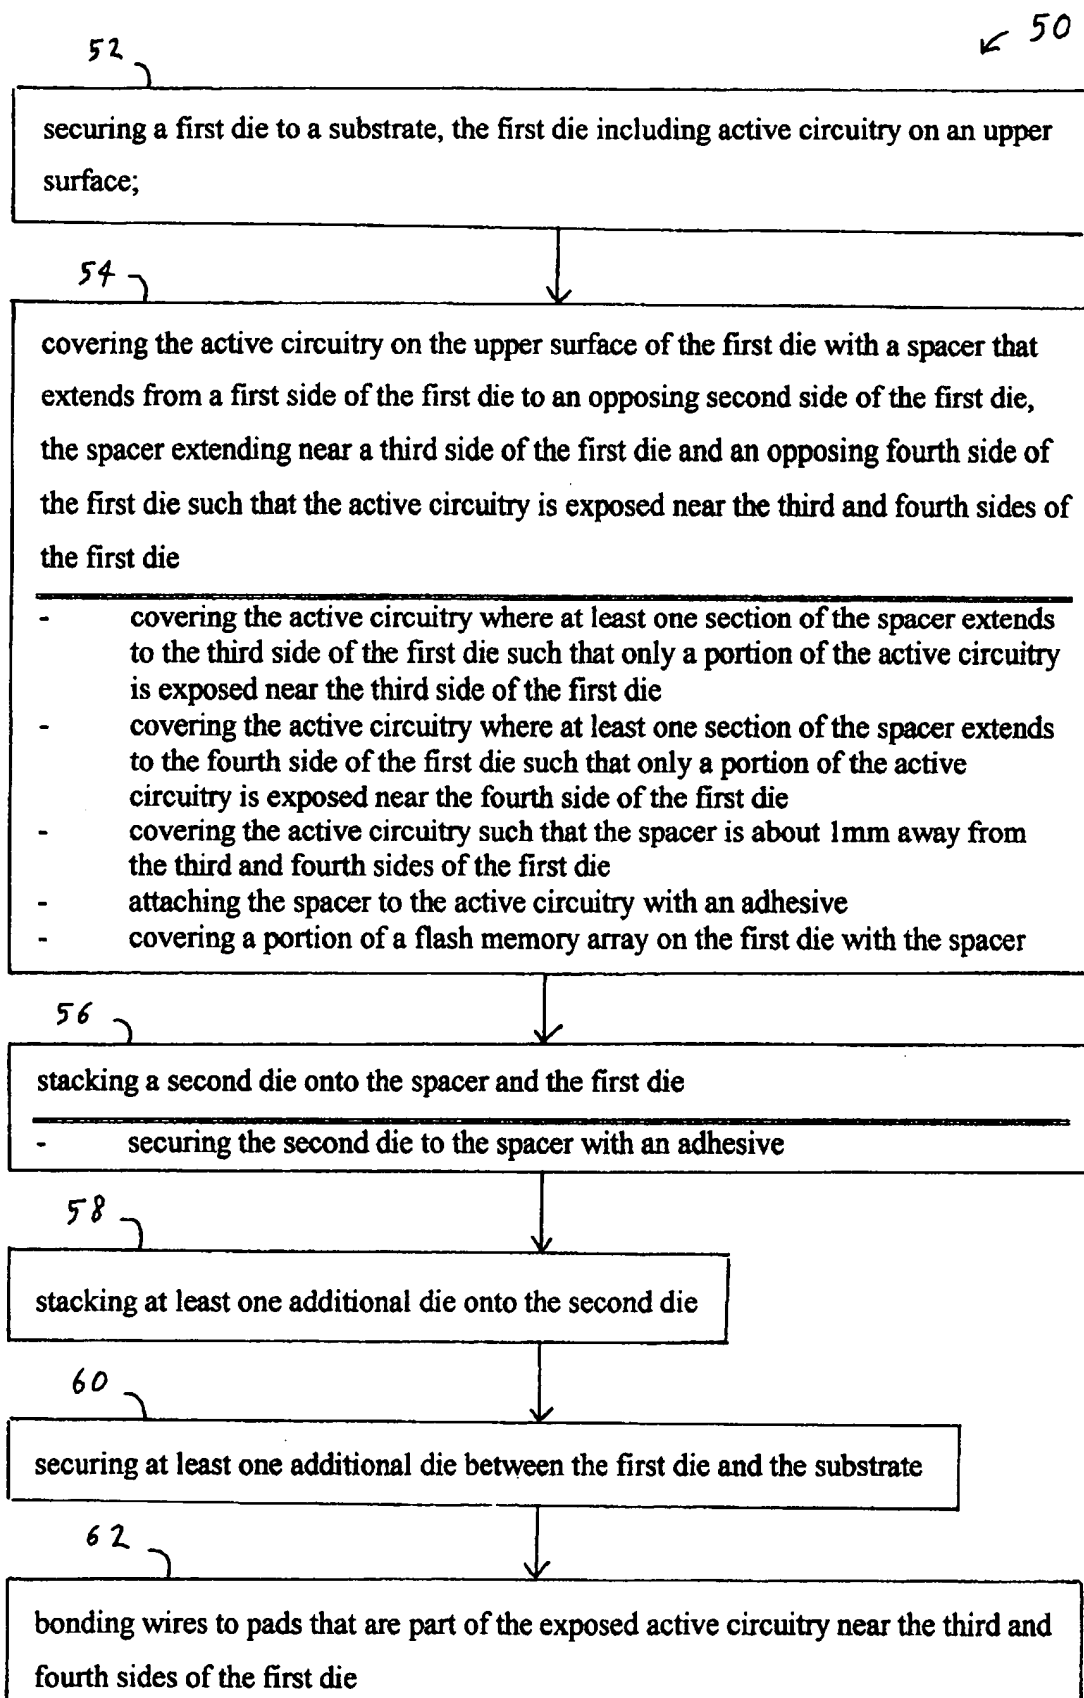 50
52
securing a first die to a substrate, the first die including active circuitry on an upper
surface;
54
covering the active circuitry on the upper surface of the first die with a spacer that
extends from a first side of the first die to an opposing second side of the first die,
the spacer extending near a third side of the first die and an opposing fourth side of
the first die such that the active circuitry is exposed near the third and fourth sides of
the first die
- covering the active circuitry where at least one section of the spacer extends
to the third side of the first die such that only a portion of the active circuitry
is exposed near the third side of the first die
- covering the active circuitry where at least one section of the spacer extends
to the fourth side of the first die such that only a portion of the active
circuitry is exposed near the fourth side of the first die
- covering the active circuitry such that the spacer is about 1mm away from
the third and fourth sides of the first die
- attaching the spacer to the active circuitry with an adhesive
- covering a portion of a flash memory array on the first die with the spacer
56
stacking a second die onto the spacer and the first die
- securing the second die to the spacer with an adhesive
58
stacking at least one additional die onto the second die
60
securing at least one additional die between the first die and the substrate
62
bonding wires to pads that are part of the exposed active circuitry near the third and
fourth sides of the first die